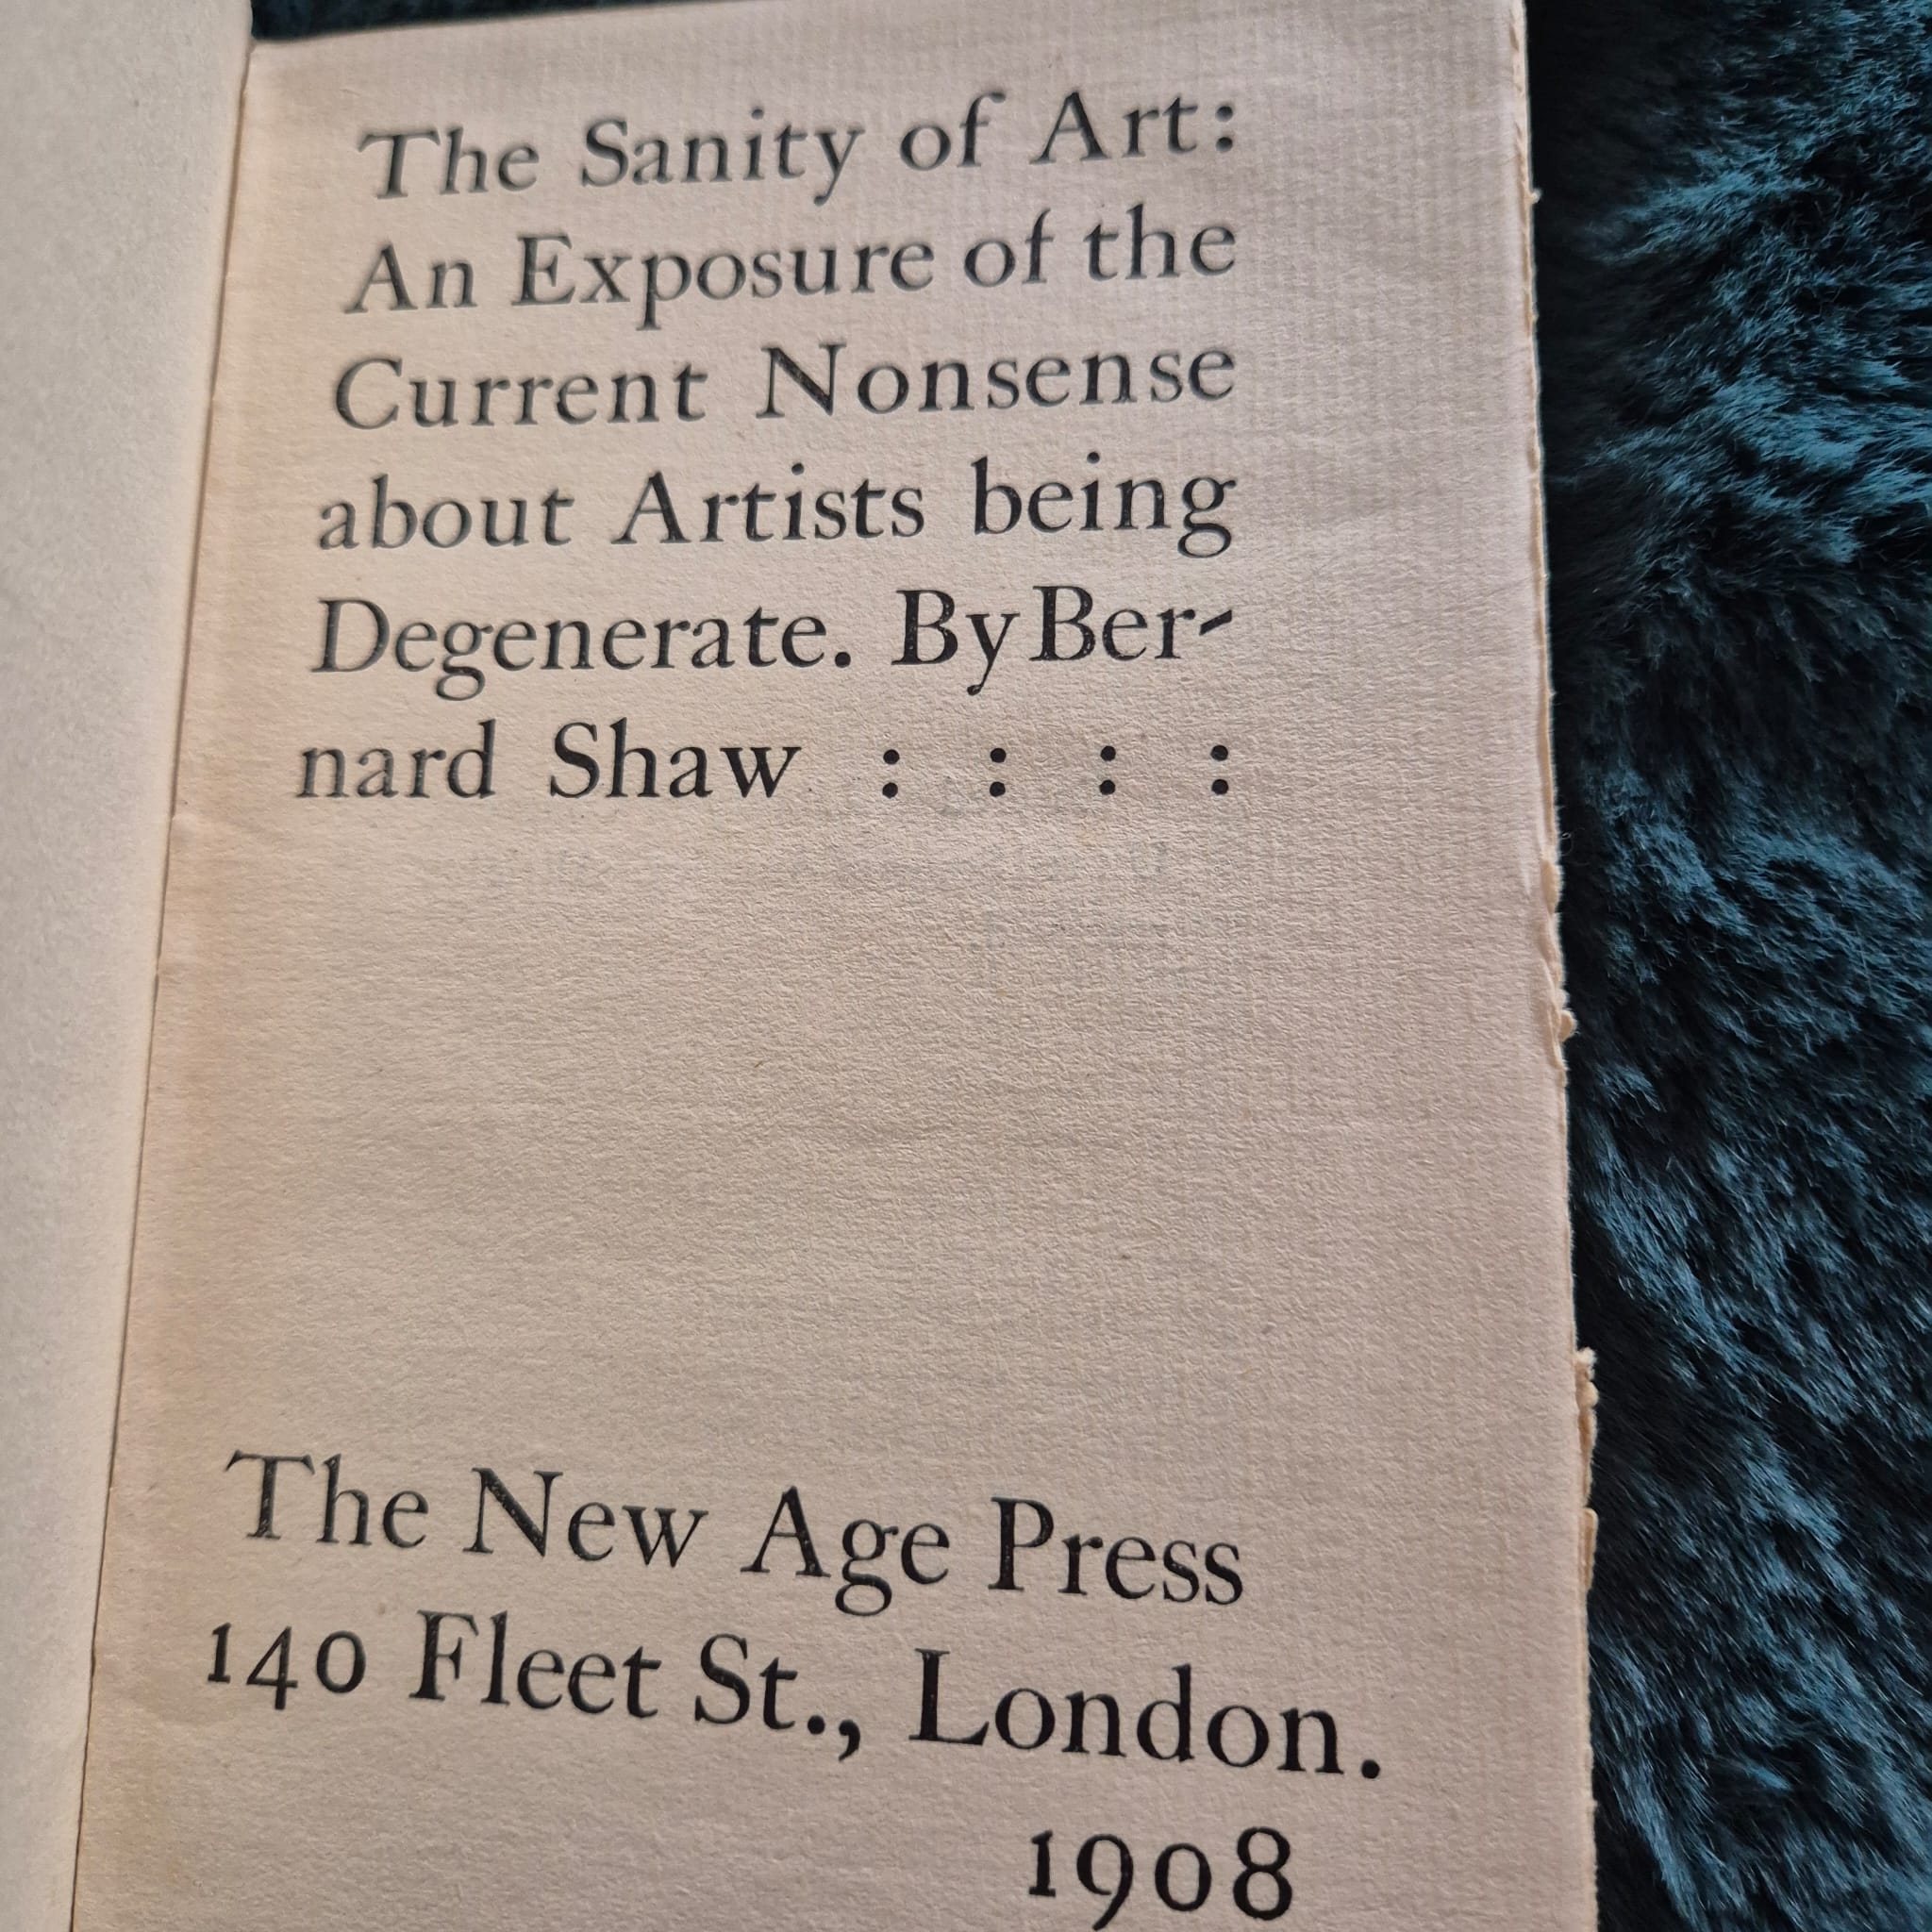 The Sanity of Art:
An Exposure of the
Current Nonsense
about Artists being
Degenerate. By Ber-
nard Shaw : : : :
The New Age Press
140 Fleet St., London.
1908